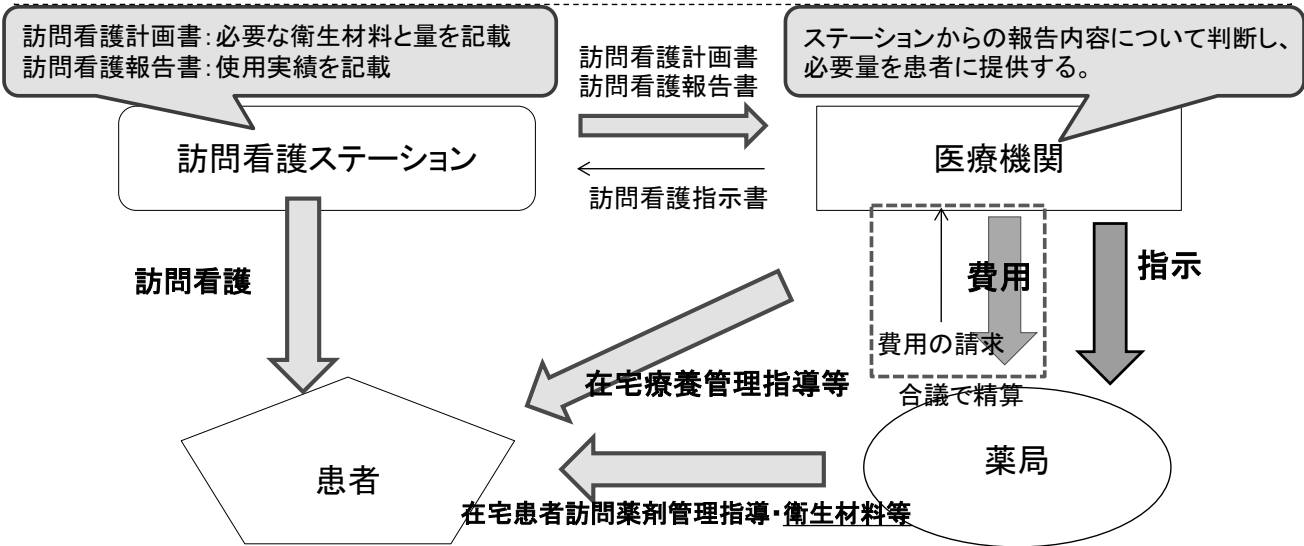 訪問看護計画書：必要な衛生材料と量を記載
訪問看護報告書：使用実績を記載
訪問看護計画書
訪問看護報告書
ステーションからの報告内容について判断し、
必要量を患者に提供する。
訪問看護ステーション
医療機関
訪問看護指示書
訪問看護
費用
指示
費用の請求
在宅療養管理指導等
合議で精算
患者
薬局
在宅患者訪問薬剤管理指導・衛生材料等